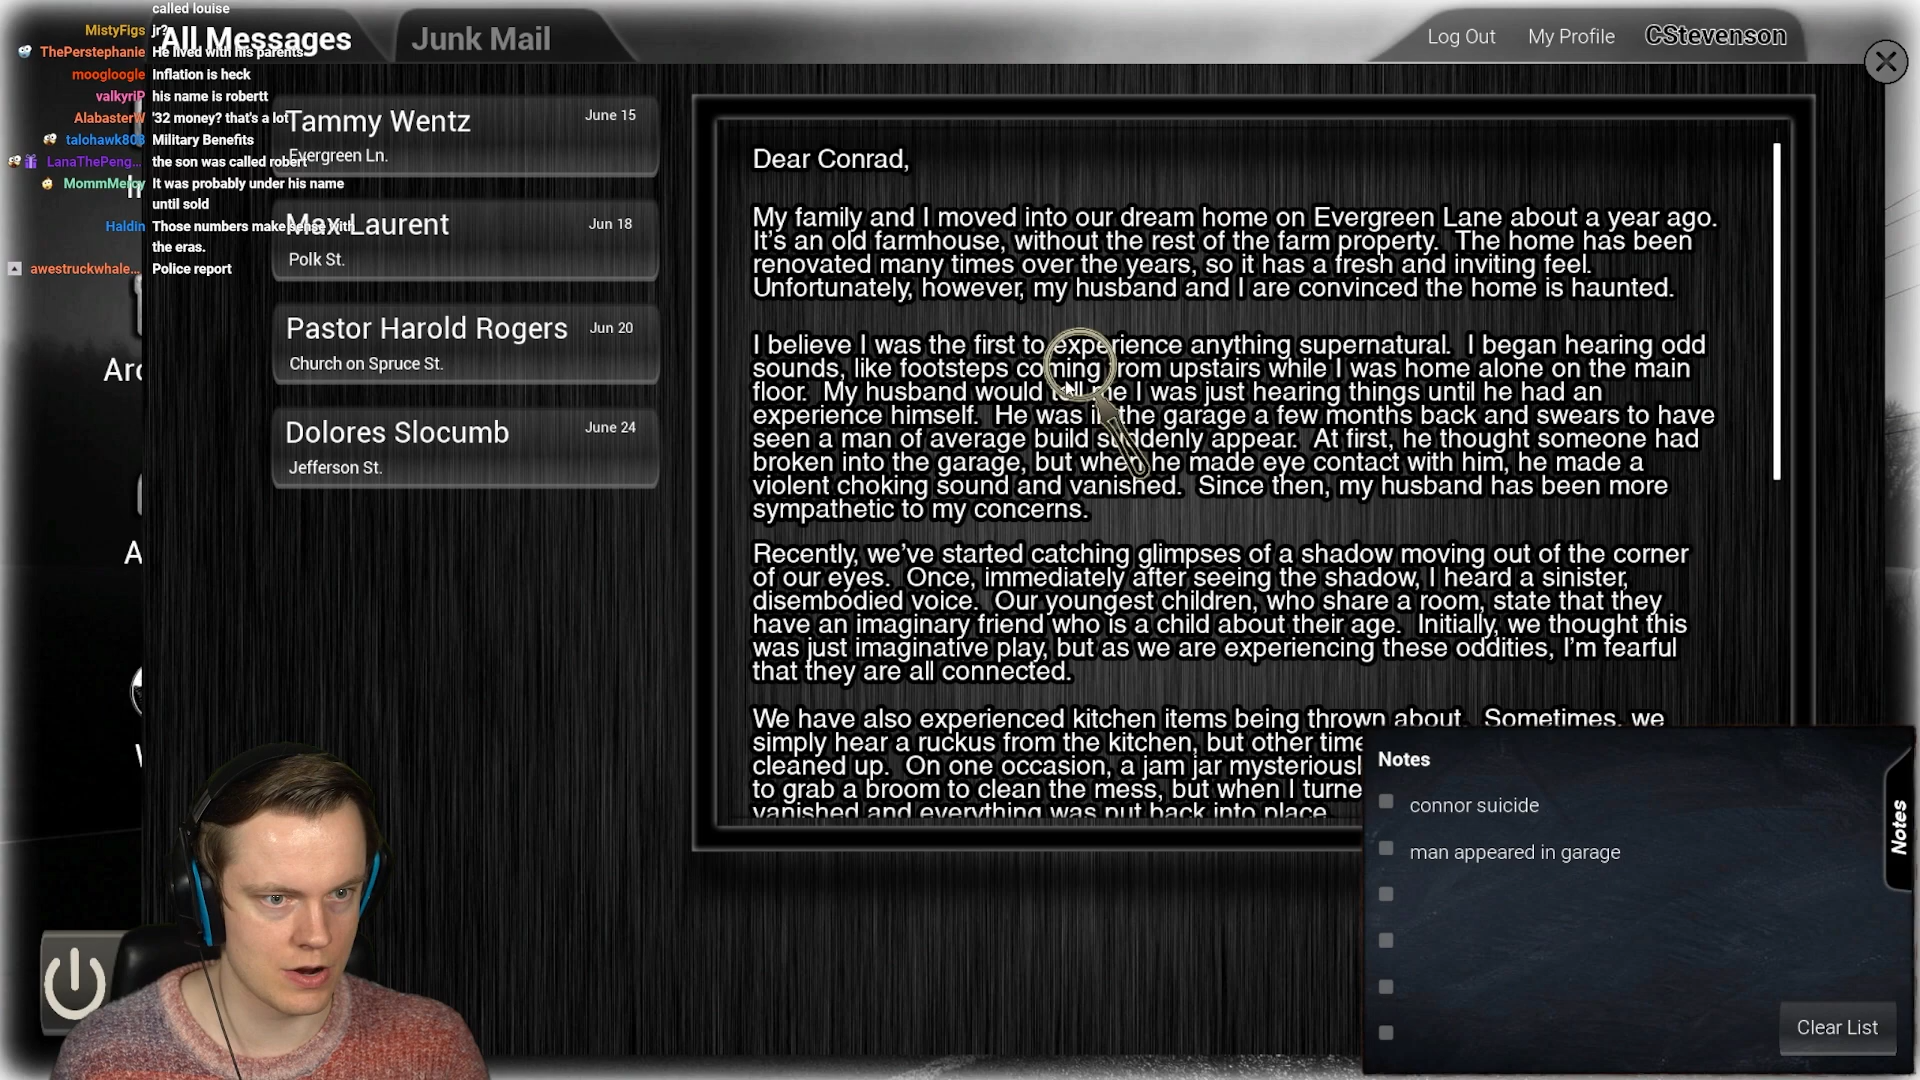 called louise
MistyFigs jr?
ThePerstephanie He lived with his parents
moogloogle Inflation is heck
valkyriP his name is robertt
AlabasterW '32 money? that's a lot
talohawk808 Military Benefits
LanaThePeng... the son was called robert
MommMercy It was probably under his name
until sold
Haldin Those numbers make sense with
the eras.
awestruckwhale... Police report
All Messages
Junk Mail
Log Out
My Profile
CStevenson
Tammy Wentz
June 15
Evergreen Ln.
Max Laurent
Jun 18
Polk St.
Pastor Harold Rogers
Jun 20
Church on Spruce St.
Dolores Slocumb
June 24
Jefferson St.
Dear Conrad,
My family and I moved into our dream home on Evergreen Lane about a year ago.
It's an old farmhouse, without the rest of the farm property. The home has been
renovated many times over the years, so it has a fresh and inviting feel.
Unfortunately, however, my husband and I are convinced the home is haunted.
I believe I was the first to experience anything supernatural. I began hearing odd
sounds, like footsteps coming from upstairs while I was home alone on the main
floor. My husband would tell me I was just hearing things until he had an
experience himself. He was in the garage a few months back and swears to have
seen a man of average build suddenly appear. At first, he thought someone had
broken into the garage, but when he made eye contact with him, he made a
violent choking sound and vanished. Since then, my husband has been more
sympathetic to my concerns.
Recently, we've started catching glimpses of a shadow moving out of the corner
of our eyes. Once, immediately after seeing the shadow, I heard a sinister,
disembodied voice. Our youngest children, who share a room, state that they
have an imaginary friend who is a child about their age. Initially, we thought this
was just imaginative play, but as we are experiencing these oddities, I'm fearful
that they are all connected.
We have also experienced kitchen items being thrown about. Sometimes, we
simply hear a ruckus from the kitchen, but other time
cleaned up. On one occasion, a jam jar mysteriousl
to grab a broom to clean the mess, but when I turne
vanished and everything was put back into place.
Notes
connor suicide
man appeared in garage
Notes
Clear List